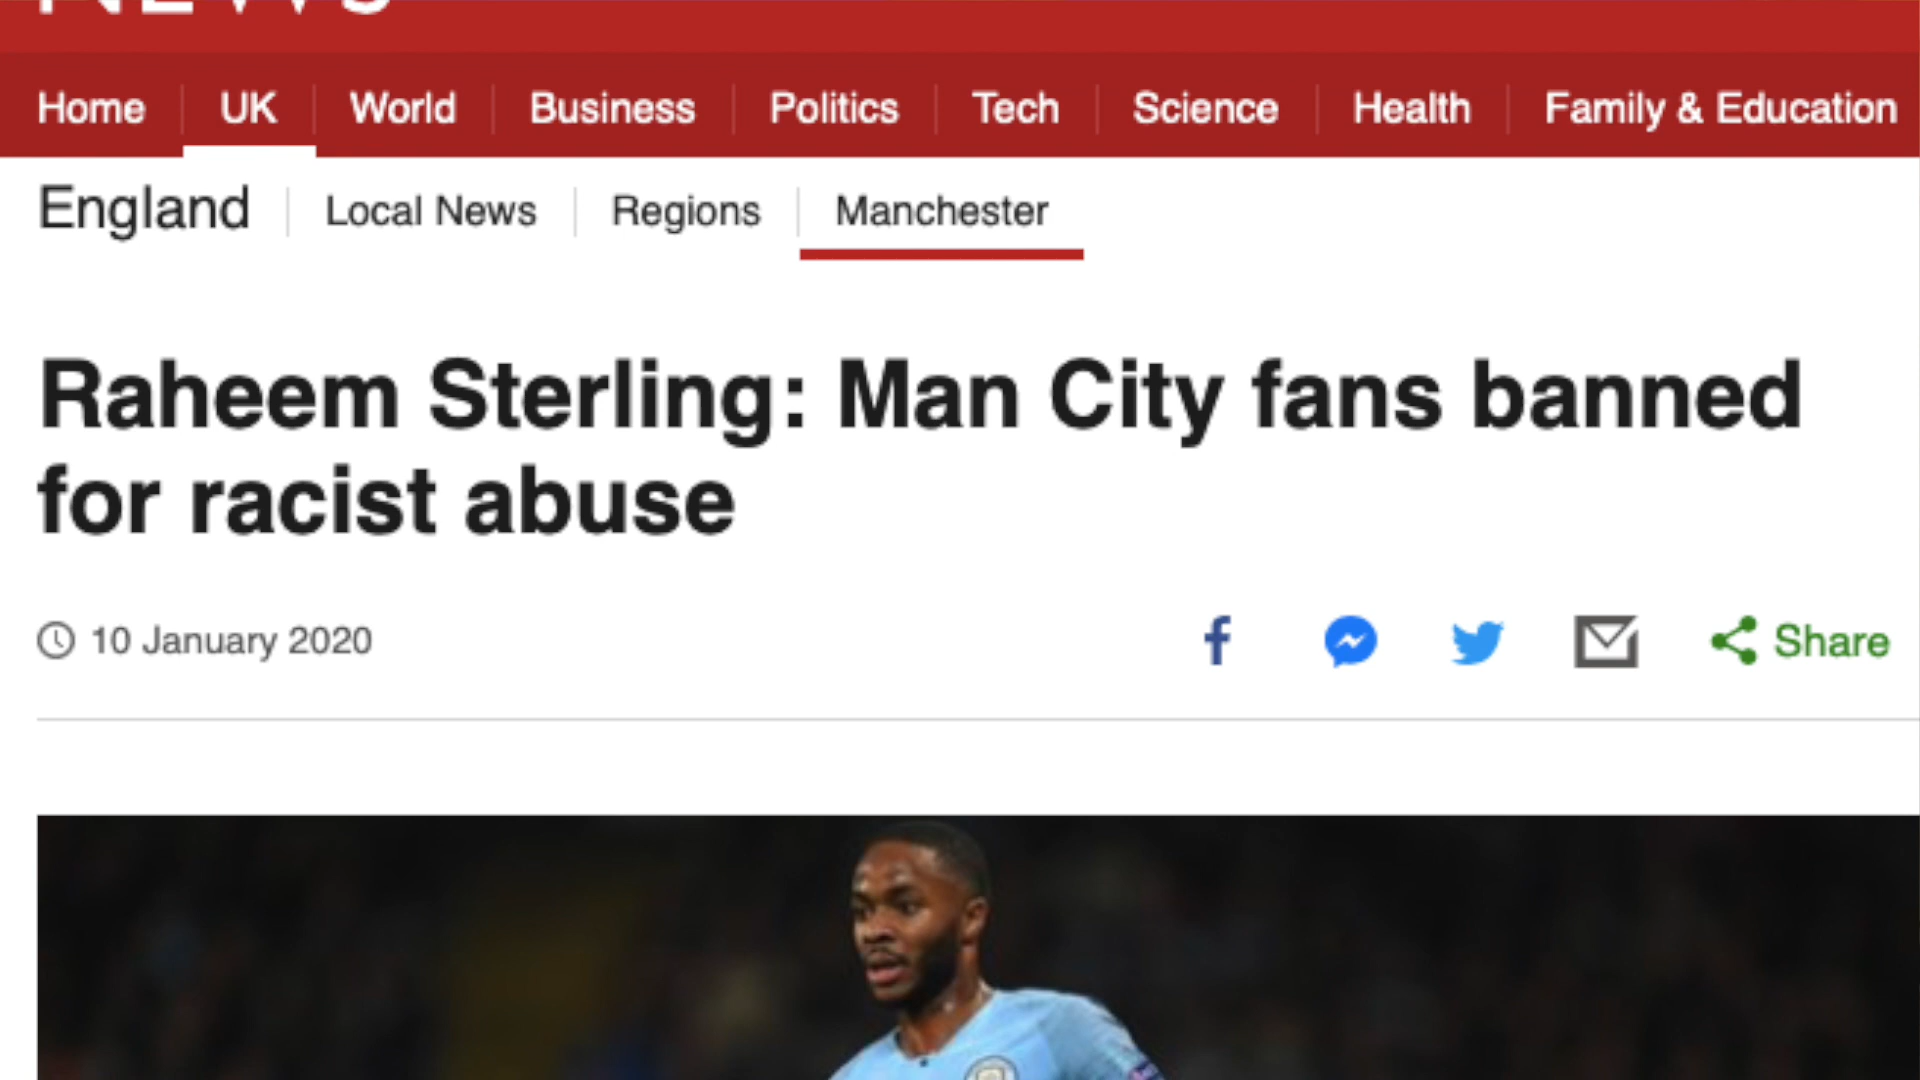 NEWS
Home UK World Business Politics Tech Science Health Family & Education
England Local News Regions Manchester
Raheem Sterling: Man City fans banned
for racist abuse
10 January 2020 Share